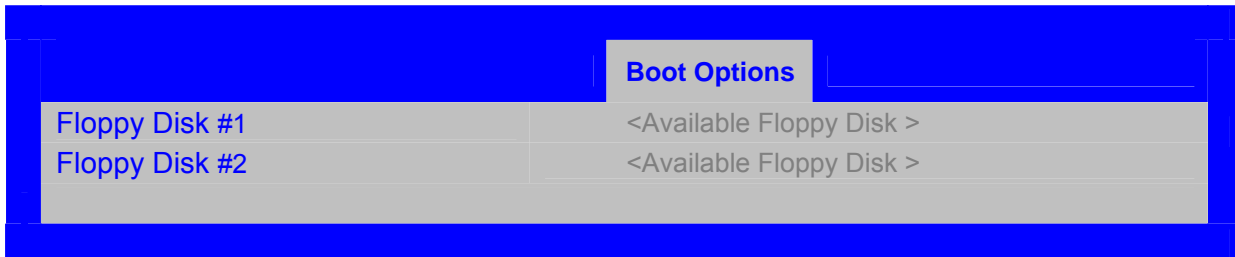 Boot Options
Floppy Disk #1 <Available Floppy Disk >
Floppy Disk #2 <Available Floppy Disk >